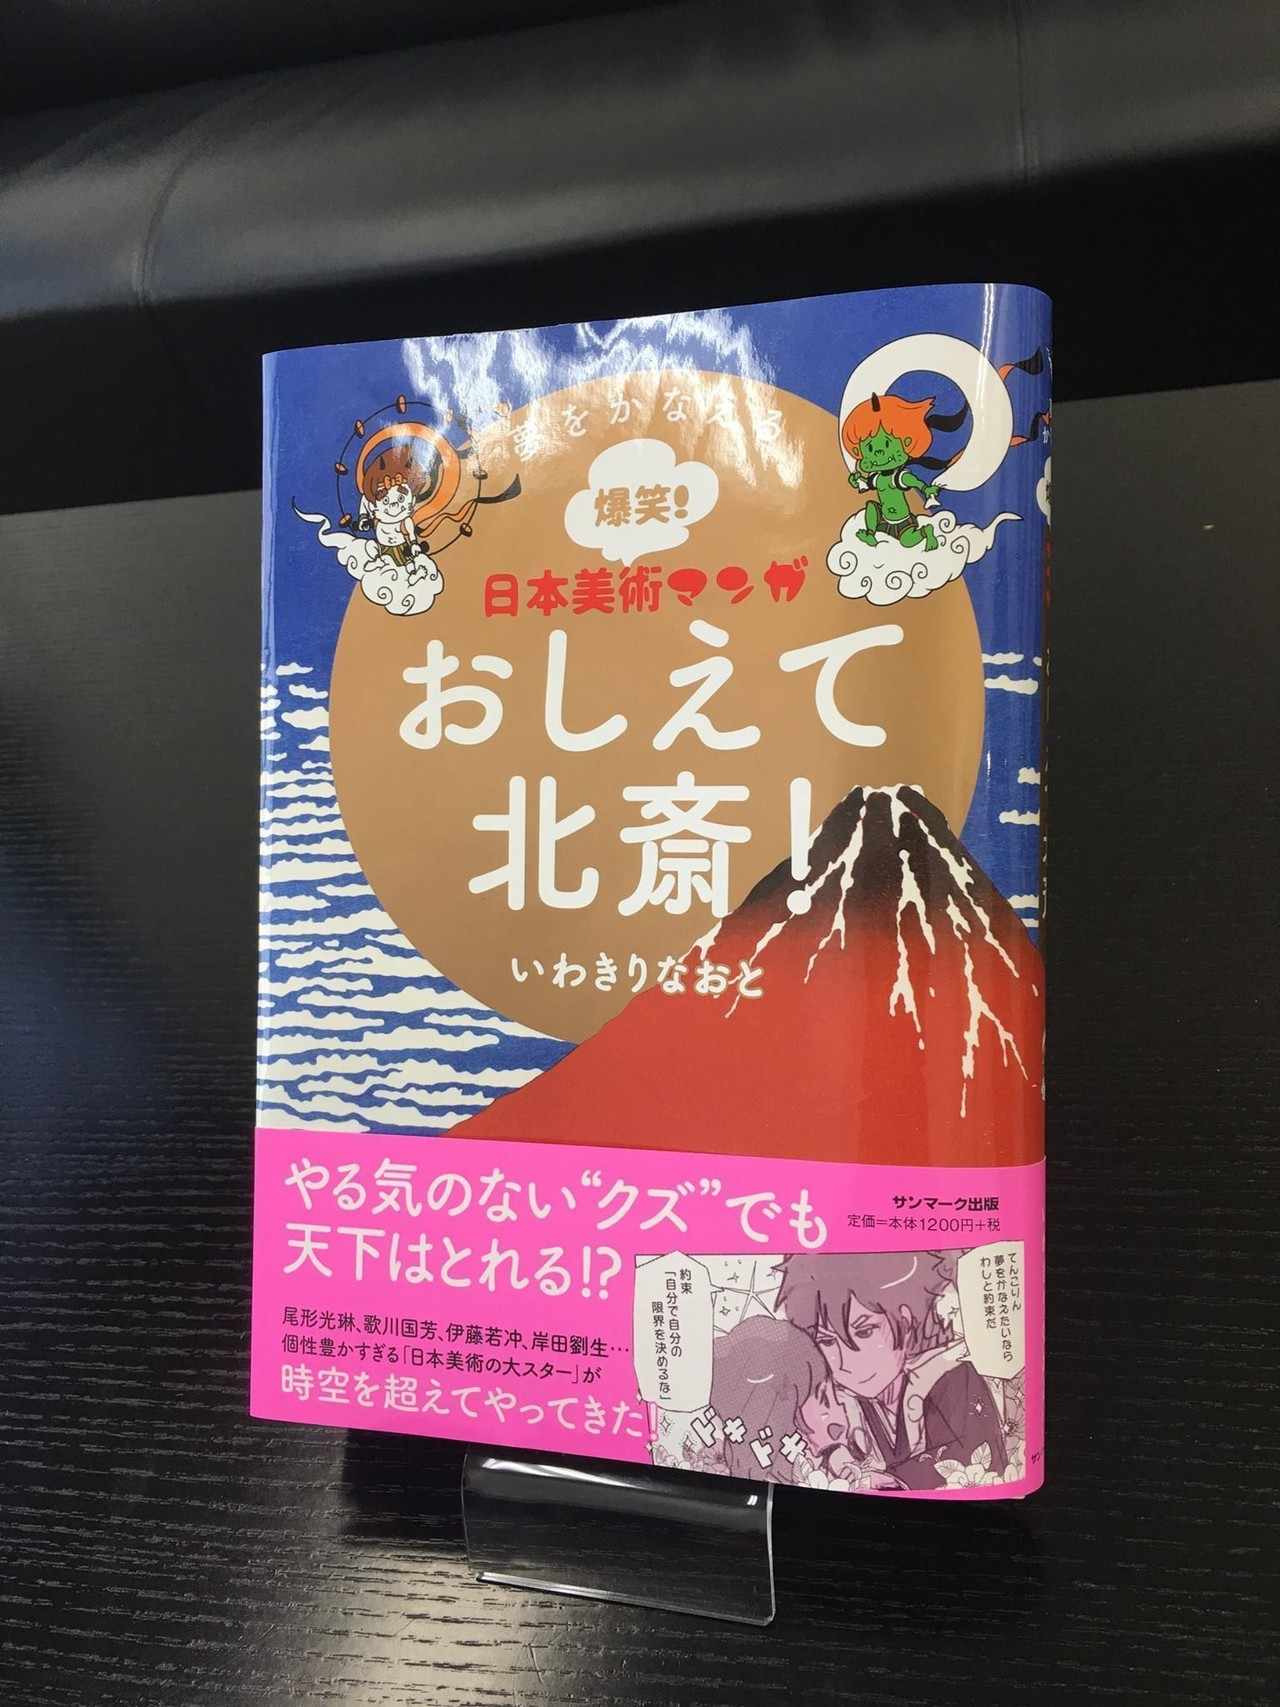 夢をかなえる
爆笑!
日本美術マンガ
おしえて
北斎!
いわきりなおと
やる気のない“クズ”でも
天下はとれる!?
サンマーク出版
定価=本体1200円+税
尾形光琳、歌川国芳、伊藤若冲、岸田劉生…
個性豊かすぎる「日本美術の大スター」が
時空を超えてやってきた!
てんこりん
夢をかなえたいなら
わしと約束だ
約束
「自分で自分の
限界を決めるな」
ドキ
ドキ